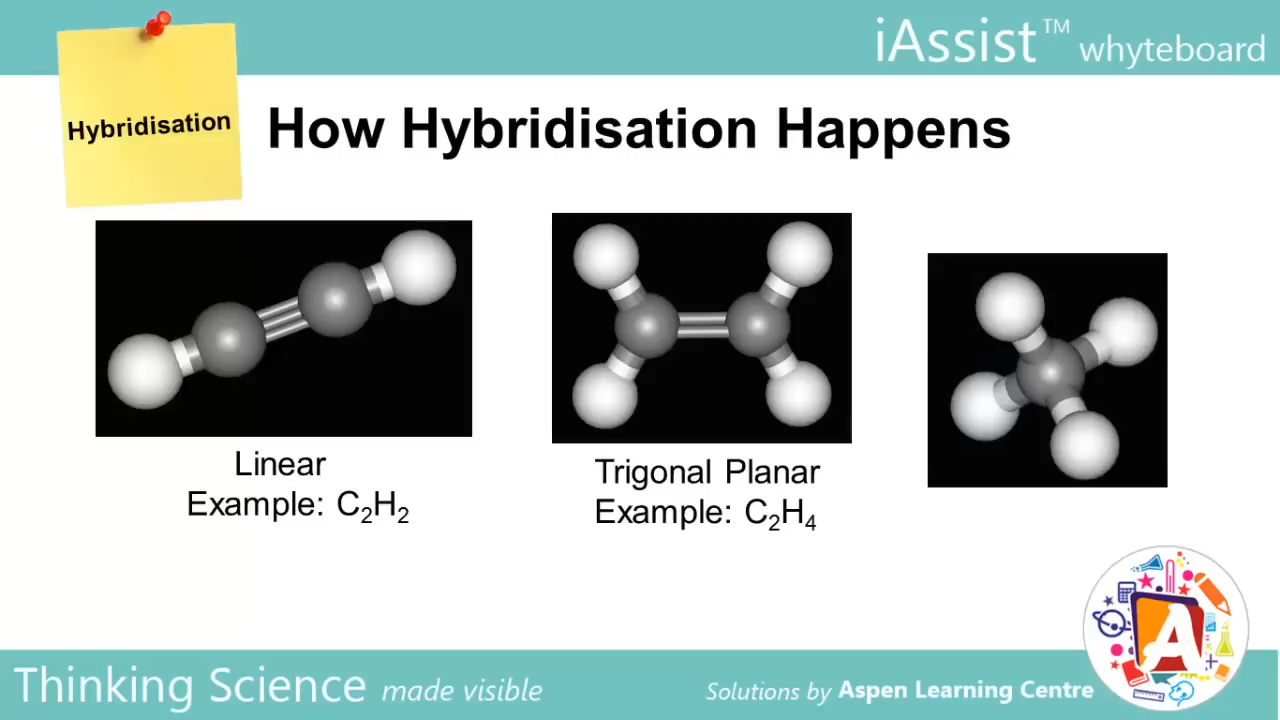 iAssist™ whyteboard
Hybridisation
How Hybridisation Happens
Linear
Example: C₂H₂
Trigonal Planar
Example: C₂H₄
A
Thinking Science made visible
Solutions by Aspen Learning Centre